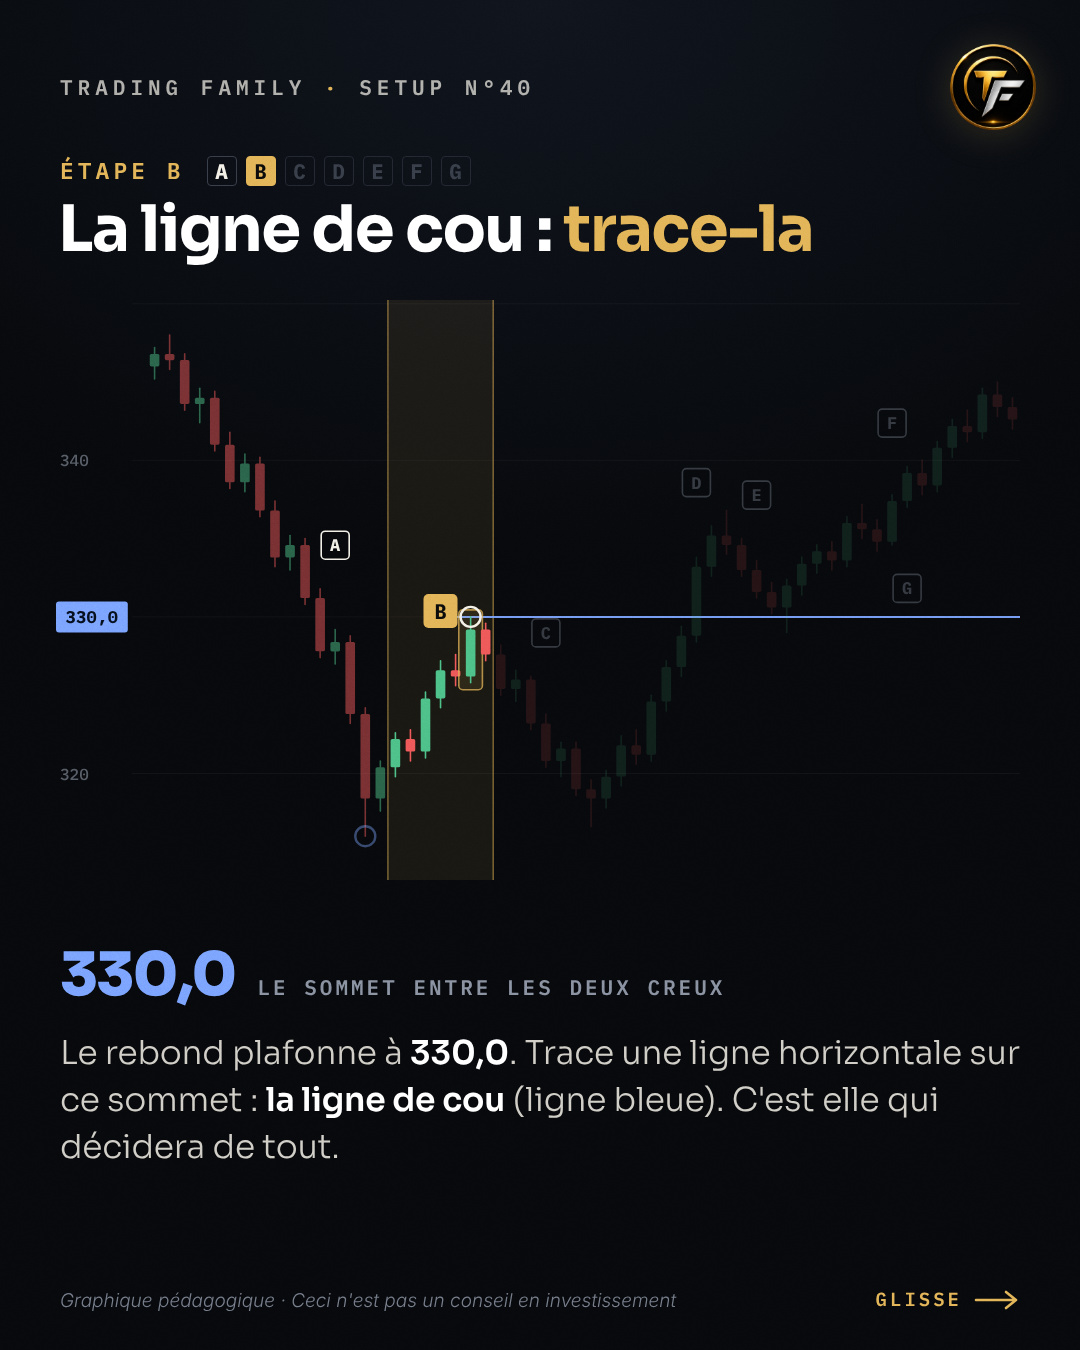 TRADING FAMILY · SETUP N°40
TF
ÉTAPE B A B C D E F G
La ligne de cou : trace-la
F
340
D
E
A
G
330,0
B
C
320
330,0 LE SOMMET ENTRE LES DEUX CREUX
Le rebond plafonne à 330,0. Trace une ligne horizontale sur
ce sommet : la ligne de cou (ligne bleue). C'est elle qui
décidera de tout.
Graphique pédagogique · Ceci n'est pas un conseil en investissement
GLISSE →